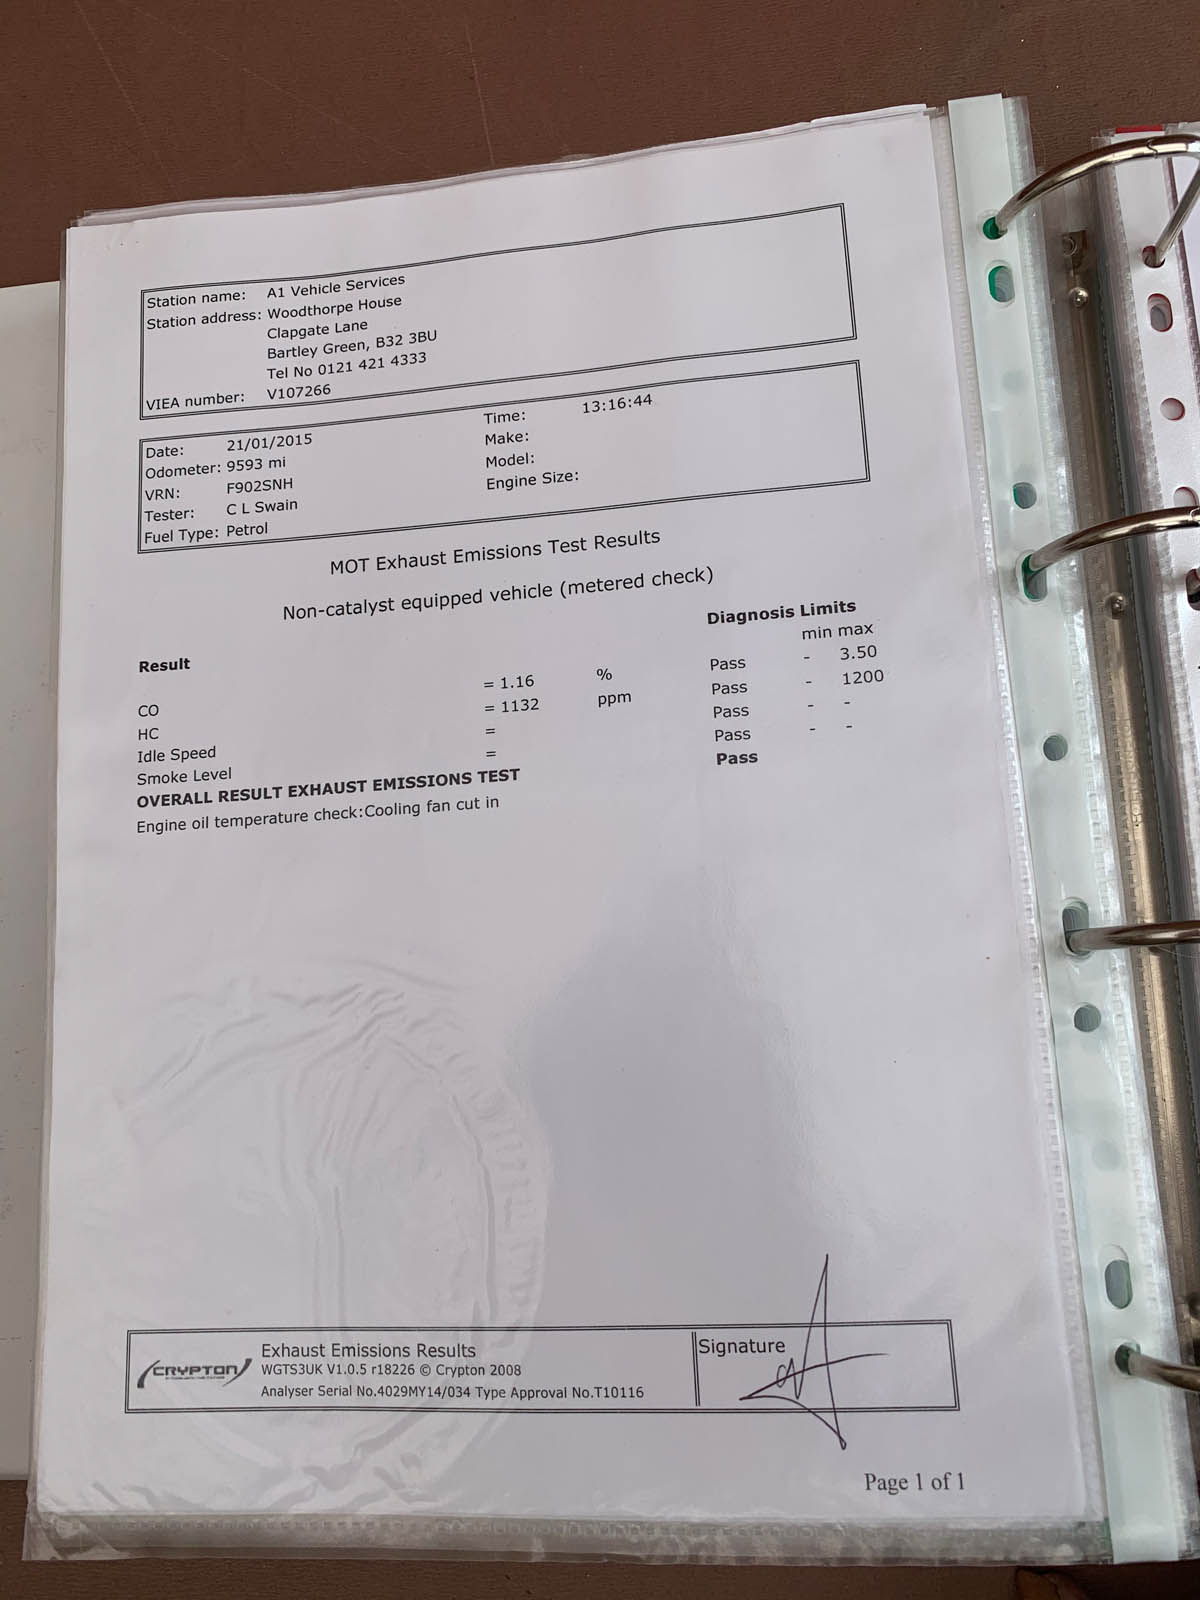 Station name: A1 Vehicle Services
Station address: Woodthorpe House
Clapgate Lane
Bartley Green, B32 3BU
Tel No 0121 421 4333
VIEA number: V107266
Date: 21/01/2015 Time: 13:16:44
Odometer: 9593 mi Make:
VRN: F902SNH Model:
Tester: C L Swain Engine Size:
Fuel Type: Petrol
MOT Exhaust Emissions Test Results
Non-catalyst equipped vehicle (metered check)
Result Diagnosis Limits
min max
CO = 1.16 % Pass - 3.50
HC = 1132 ppm Pass - 1200
Idle Speed = Pass - -
Smoke Level = Pass - -
OVERALL RESULT EXHAUST EMISSIONS TEST Pass
Engine oil temperature check:Cooling fan cut in
CRYPTON
Exhaust Emissions Results
WGTS3UK V1.0.5 r18226 © Crypton 2008
Analyser Serial No.4029MY14/034 Type Approval No.T10116
Signature
Page 1 of 1